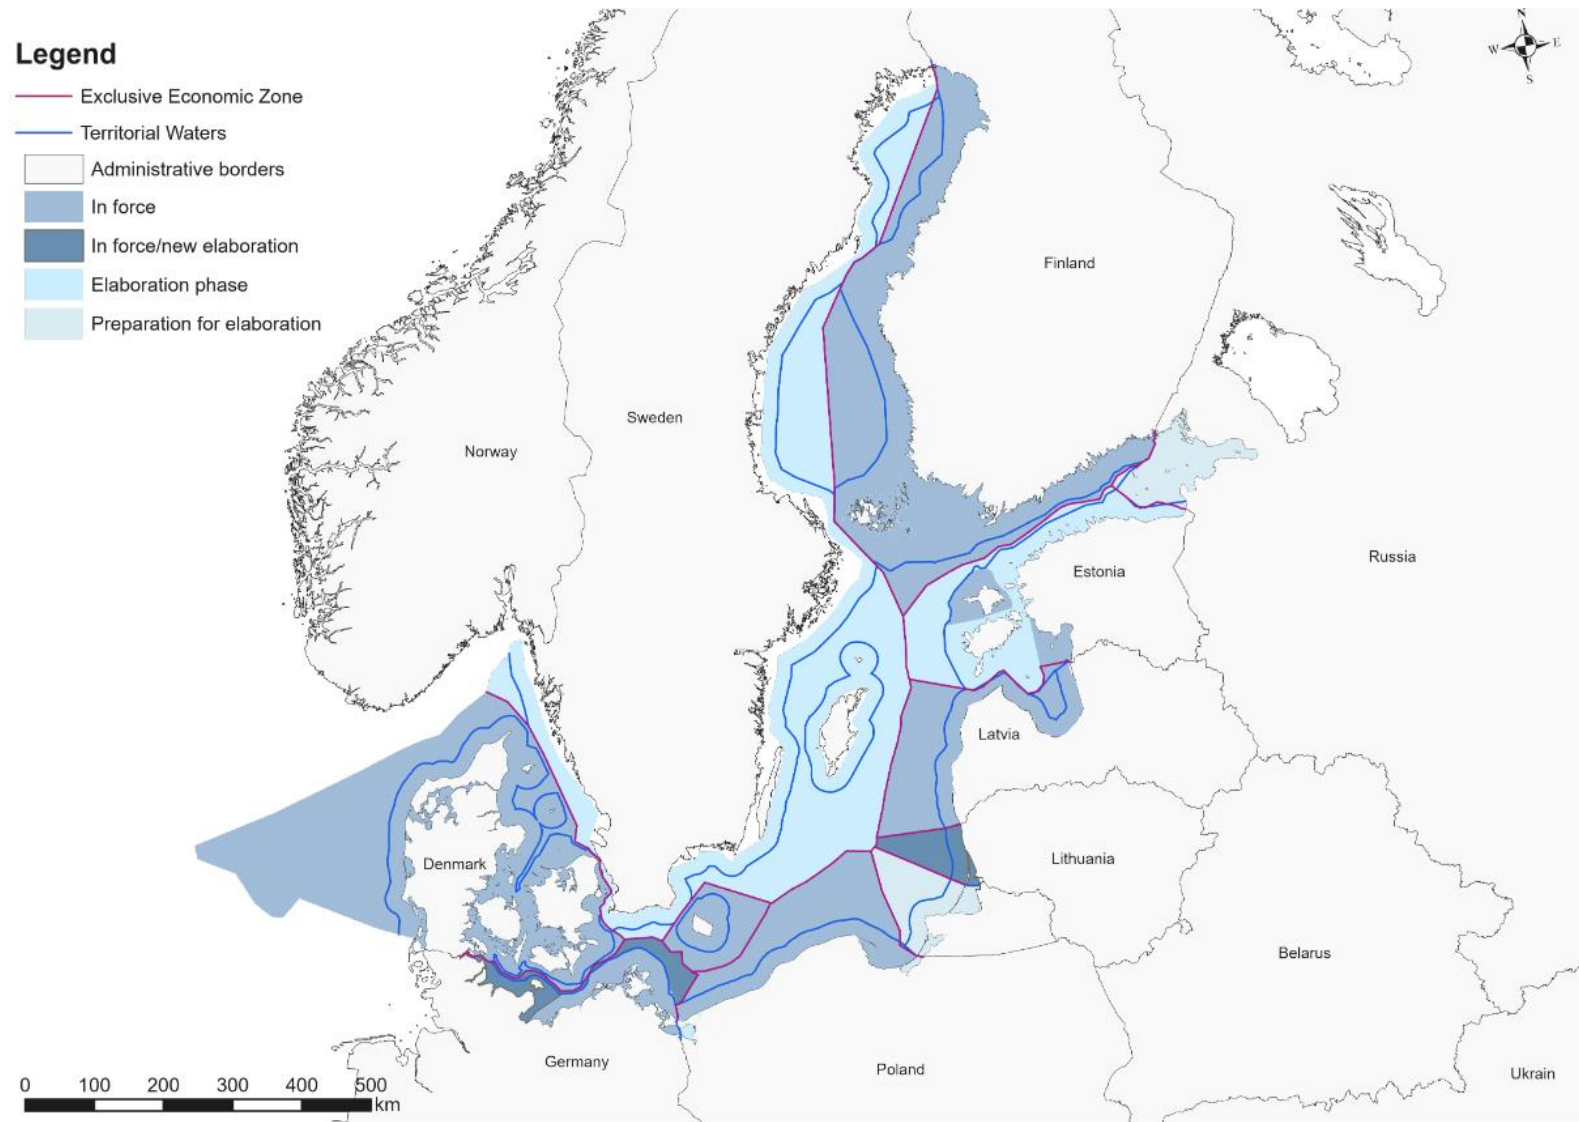 N
W E
S
Legend
Exclusive Economic Zone
Territorial Waters
Administrative borders
In force
In force/new elaboration
Elaboration phase
Preparation for elaboration
Finland
Sweden
Norway
Russia
Estonia
Latvia
Denmark
Lithuania
Belarus
Germany
Poland
Ukrain
0 100 200 300 400 500
km